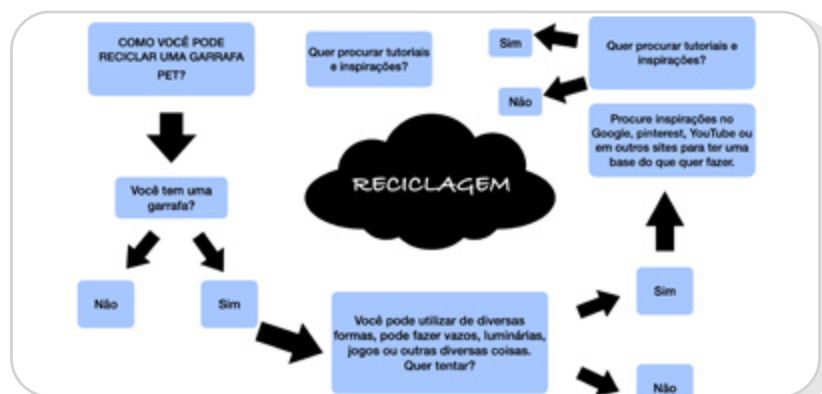 COMO VOCÊ PODE
RECICLAR UMA GARRAFA
PET?
Você tem uma
garrafa?
Não
Sim
Você pode utilizar de diversas
formas, pode fazer vazos, luminárias,
jogos ou outras diversas coisas.
Quer tentar?
Sim
Não
Procure inspirações no
Google, pinterest, YouTube ou
em outros sites para ter uma
base do que quer fazer.
Quer procurar tutoriais e
inspirações?
Sim
Não
Quer procurar tutoriais
e inspirações?
RECICLAGEM